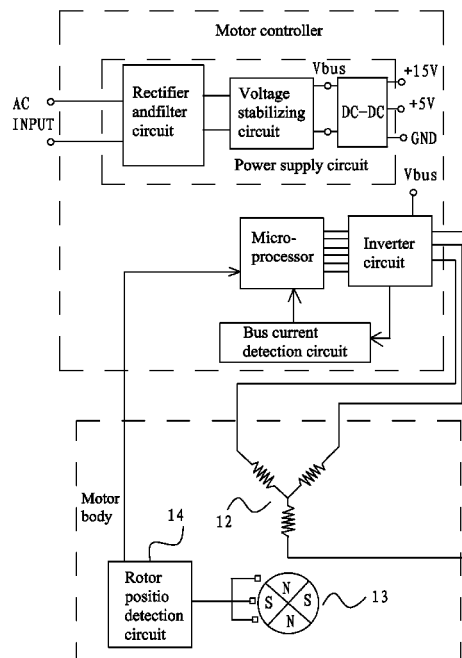 Motor controller
AC
INPUT
Rectifier
andfilter
circuit
Voltage
stabilizing
circuit
Vbus
DC-DC
+15V
+5V
GND
Power supply circuit
Vbus
Micro-
processor
Inverter
circuit
Bus current
detection circuit
Motor
body
12
14
Rotor
positio
detection
circuit
N
S
S
N
13